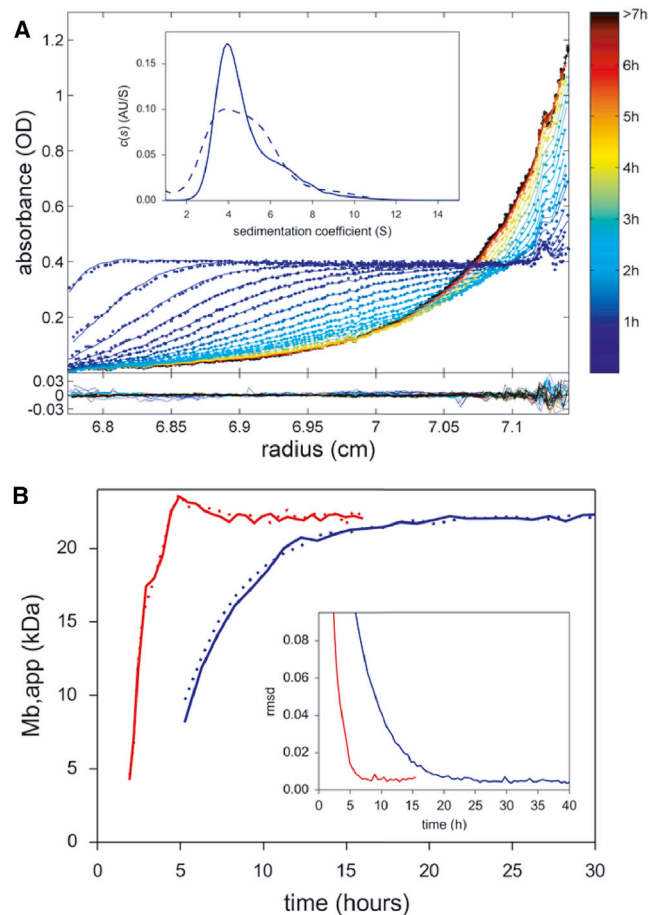 A
absorbance (OD)
1.2
1
0.8
0.6
0.4
0.2
c(s) (AU/S)
0.15
0.10
0.05
0.00
4 6 8 10 12 14
sedimentation coefficient (S)
>7h
6h
5h
4h
3h
2h
1h
0.03
0
-0.03
6.8 6.85 6.9 6.95 7 7.05 7.1
radius (cm)
B
Mb,app (kDa)
20
15
10
5
0
rmsd
0.08
0.06
0.04
0.02
0.00
0 5 10 15 20 25 30 35 40
time (h)
0 5 10 15 20 25 30
time (hours)